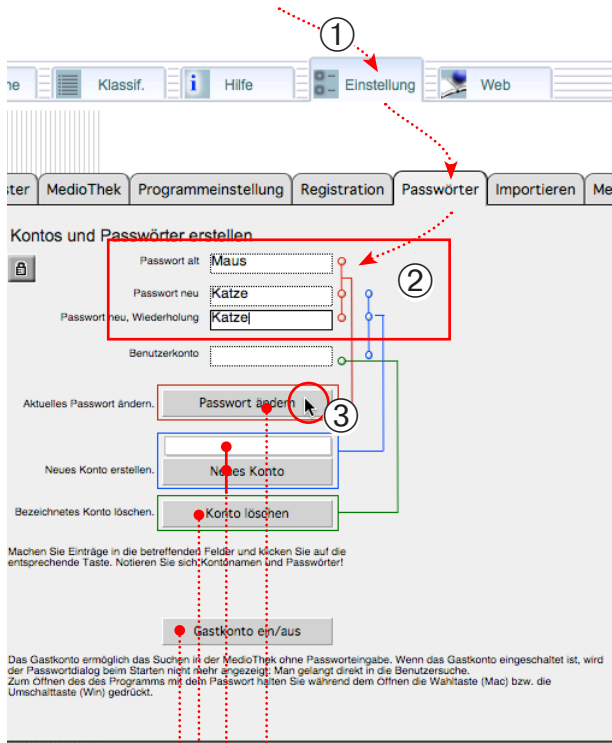 ①
ne Klassif. i Hilfe Einstellung Web
ster MedioThek Programmeinstellung Registration Passwörter Importieren Me
Kontos und Passwörter erstellen
Passwort alt Maus
②
Passwort neu Katze
Passwort neu, Wiederholung Katze
Benutzerkonto
Aktuelles Passwort ändern. Passwort ändern
③
Neues Konto erstellen. Neues Konto
Bezeichnetes Konto löschen. Konto löschen
Machen Sie Einträge in die betreffenden Felder und klicken Sie auf die
entsprechende Taste. Notieren Sie sich Kontonamen und Passwörter!
Gastkonto ein/aus
Das Gastkonto ermöglich das Suchen in der MedioThek ohne Passworteingabe. Wenn das Gastkonto eingeschaltet ist, wird
der Passwortdialog beim Starten nicht mehr angezeigt: Man gelangt direkt in die Benutzersuche.
Zum Öffnen des des Programms mit dem Passwort halten Sie während dem Öffnen die Wahltaste (Mac) bzw. die
Umschalttaste (Win) gedrückt.